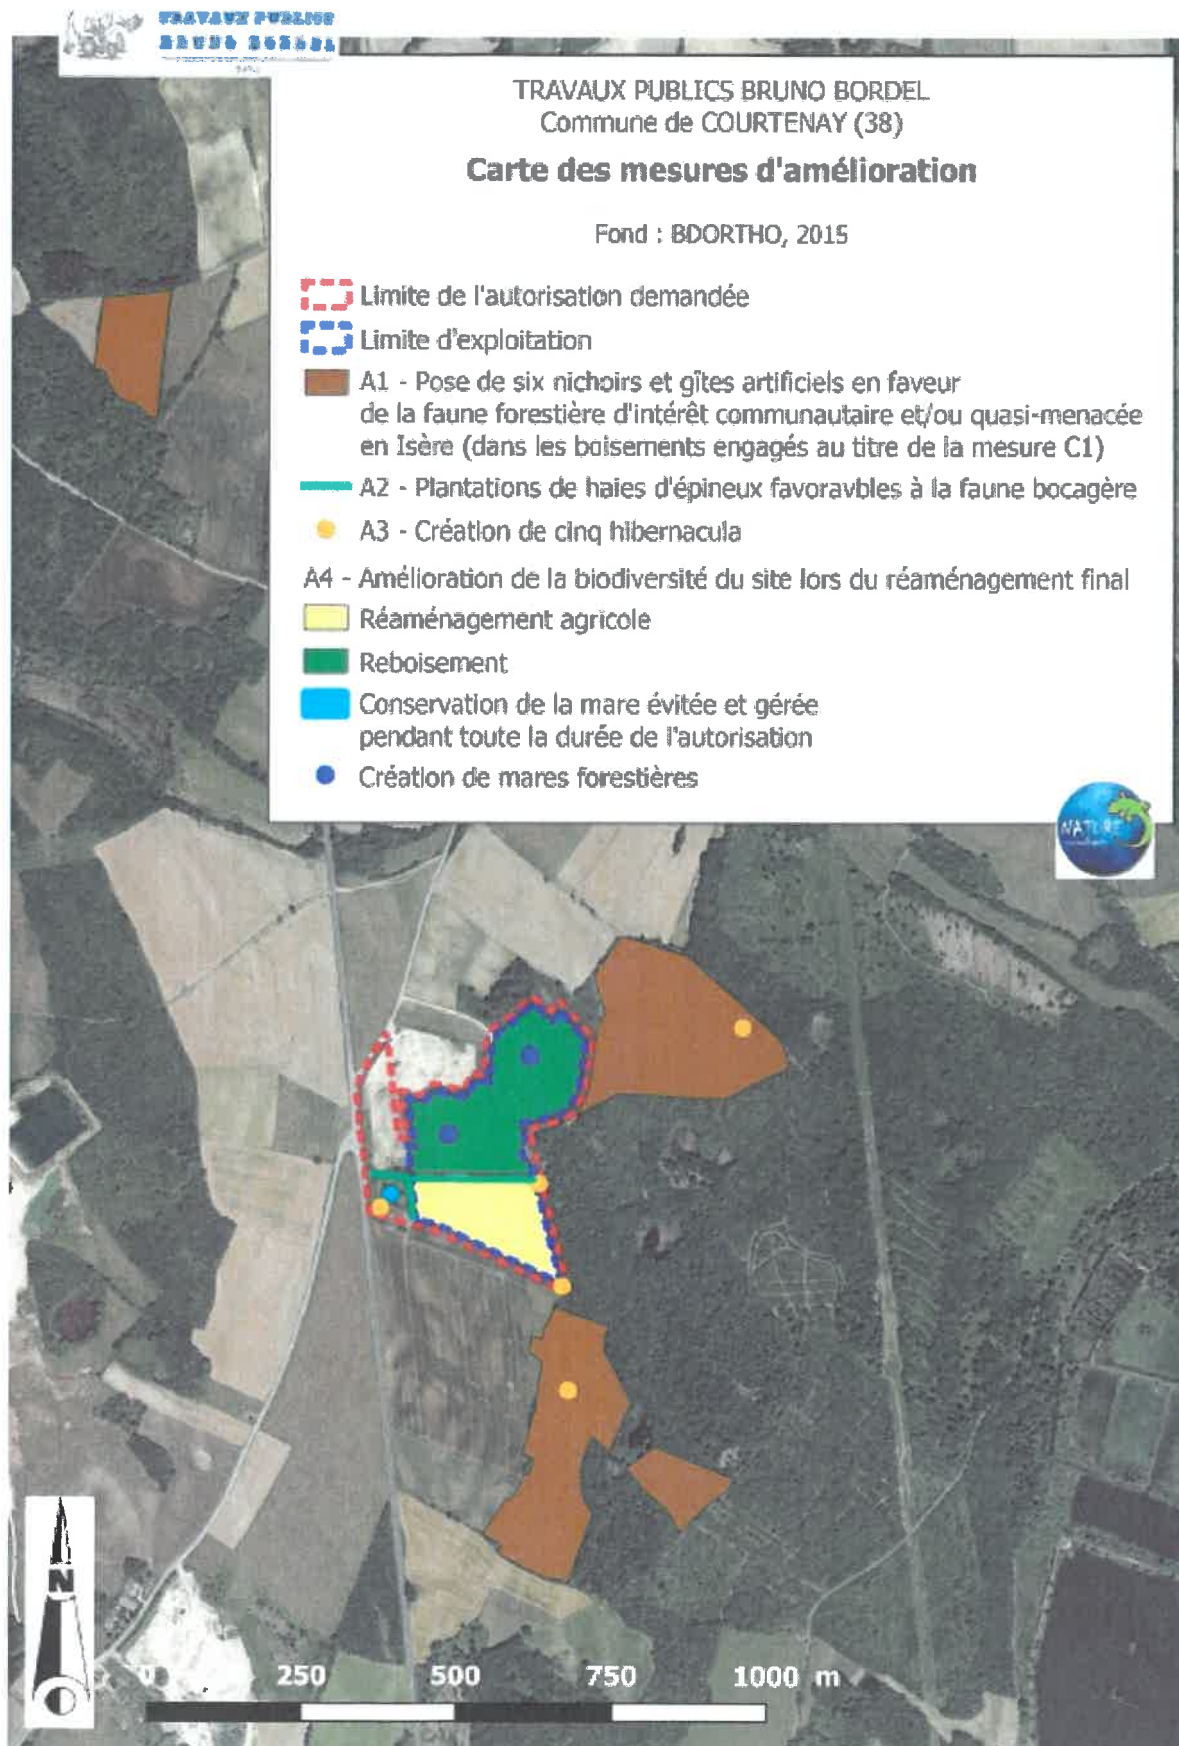 TRAVAUX PUBLICS
BRUNO BORDEL
TRAVAUX PUBLICS BRUNO BORDEL
Commune de COURTENAY (38)
Carte des mesures d'amélioration
Fond : BDORTHO, 2015
Limite de l'autorisation demandée
Limite d'exploitation
A1 - Pose de six nichoirs et gîtes artificiels en faveur
de la faune forestière d'intérêt communautaire et/ou quasi-menacée
en Isère (dans les boisements engagés au titre de la mesure C1)
A2 - Plantations de haies d'épineux favoravbles à la faune bocagère
A3 - Création de cinq hibernacula
A4 - Amélioration de la biodiversité du site lors du réaménagement final
Réaménagement agricole
Reboisement
Conservation de la mare évitée et gérée
pendant toute la durée de l'autorisation
Création de mares forestières
NATURE
N
0 250 500 750 1000 m